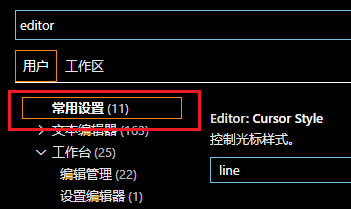 editor
用户 工作区
常用设置 (11)
文本编辑器 (163)
工作台 (25)
编辑管理 (22)
设置编辑器 (1)
Editor: Cursor Style
控制光标样式。
line